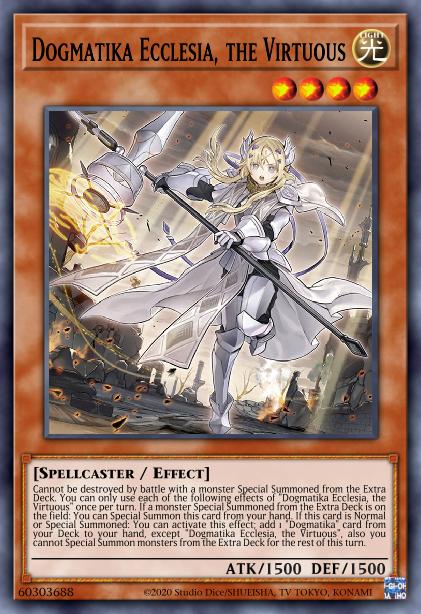 DOGMATIKA ECCLESIA, THE VIRTUOUS
LIGHT
光
[SPELLCASTER / EFFECT]
Cannot be destroyed by battle with a monster Special Summoned from the Extra
Deck. You can only use each of the following effects of "Dogmatika Ecclesia, the
Virtuous" once per turn. If a monster Special Summoned from the Extra Deck is on
the field: You can Special Summon this card from your hand. If this card is Normal
or Special Summoned: You can activate this effect; add 1 "Dogmatika" card from
your Deck to your hand, except "Dogmatika Ecclesia, the Virtuous", also you
cannot Special Summon monsters from the Extra Deck for the rest of this turn.
ATK/1500 DEF/1500
60303688
©2020 Studio Dice/SHUEISHA, TV TOKYO, KONAMI